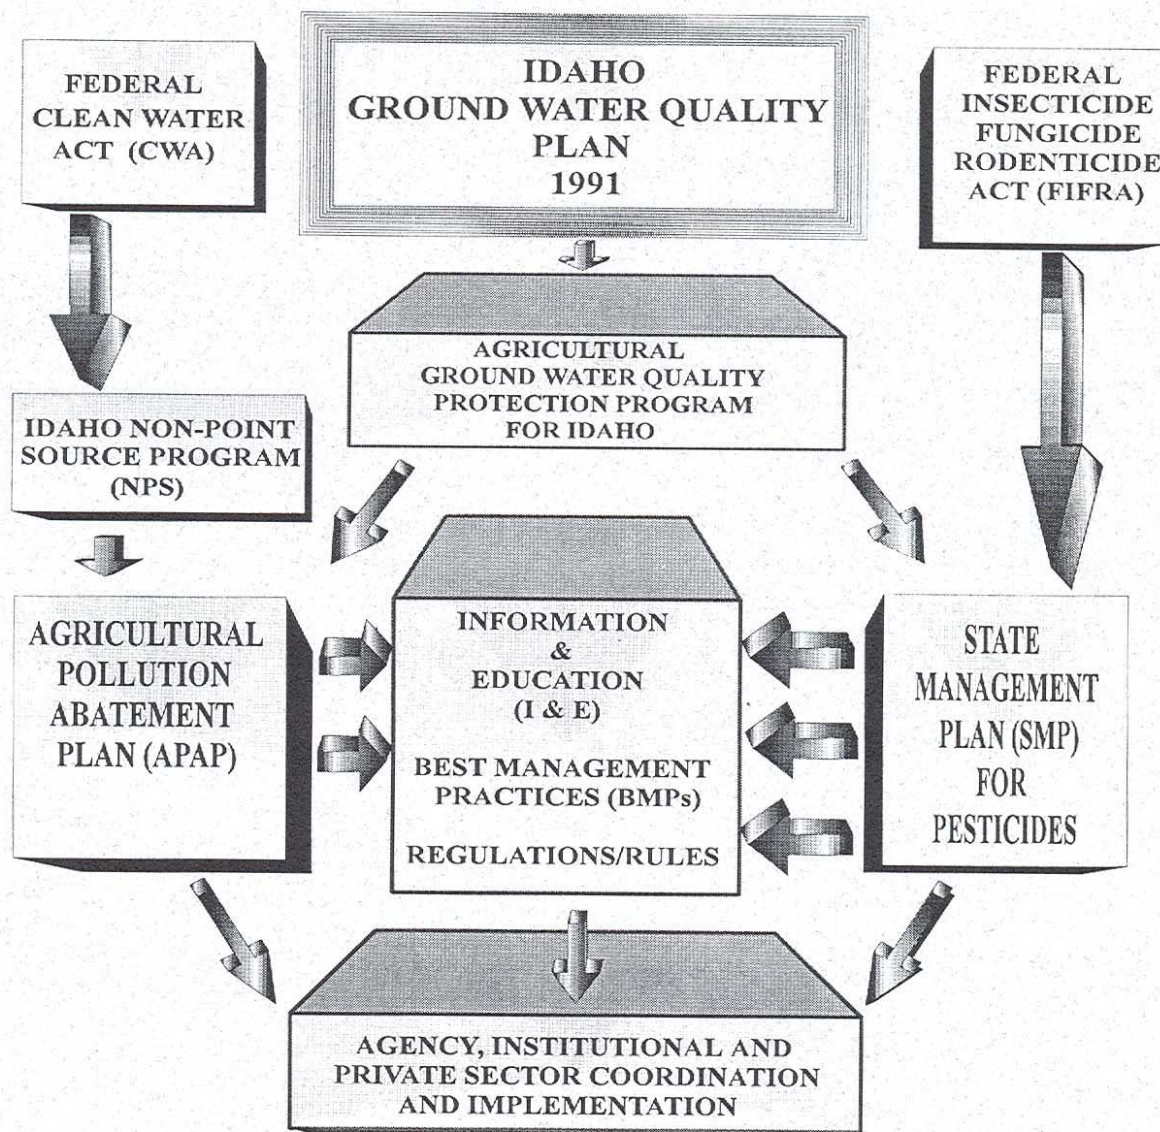 FEDERAL
CLEAN WATER
ACT (CWA)
IDAHO
GROUND WATER QUALITY
PLAN
1991
FEDERAL
INSECTICIDE
FUNGICIDE
RODENTICIDE
ACT (FIFRA)
AGRICULTURAL
GROUND WATER QUALITY
PROTECTION PROGRAM
FOR IDAHO
IDAHO NON-POINT
SOURCE PROGRAM
(NPS)
AGRICULTURAL
POLLUTION
ABATEMENT
PLAN (APAP)
INFORMATION
&
EDUCATION
(I & E)
BEST MANAGEMENT
PRACTICES (BMPs)
REGULATIONS/RULES
STATE
MANAGEMENT
PLAN (SMP)
FOR
PESTICIDES
AGENCY, INSTITUTIONAL AND
PRIVATE SECTOR COORDINATION
AND IMPLEMENTATION